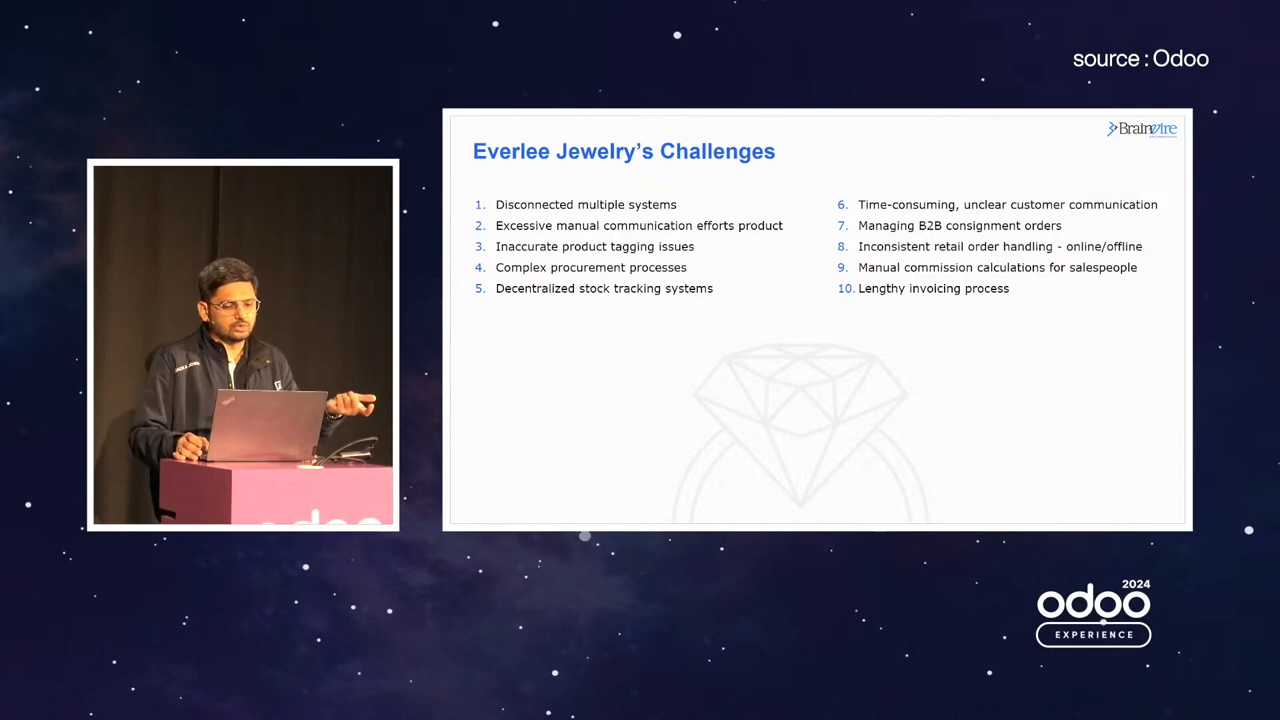 source : Odoo
Brainvire
Everlee Jewelry’s Challenges
1. Disconnected multiple systems
2. Excessive manual communication efforts product
3. Inaccurate product tagging issues
4. Complex procurement processes
5. Decentralized stock tracking systems
6. Time-consuming, unclear customer communication
7. Managing B2B consignment orders
8. Inconsistent retail order handling - online/offline
9. Manual commission calculations for salespeople
10. Lengthy invoicing process
odoo
2024
odoo
EXPERIENCE